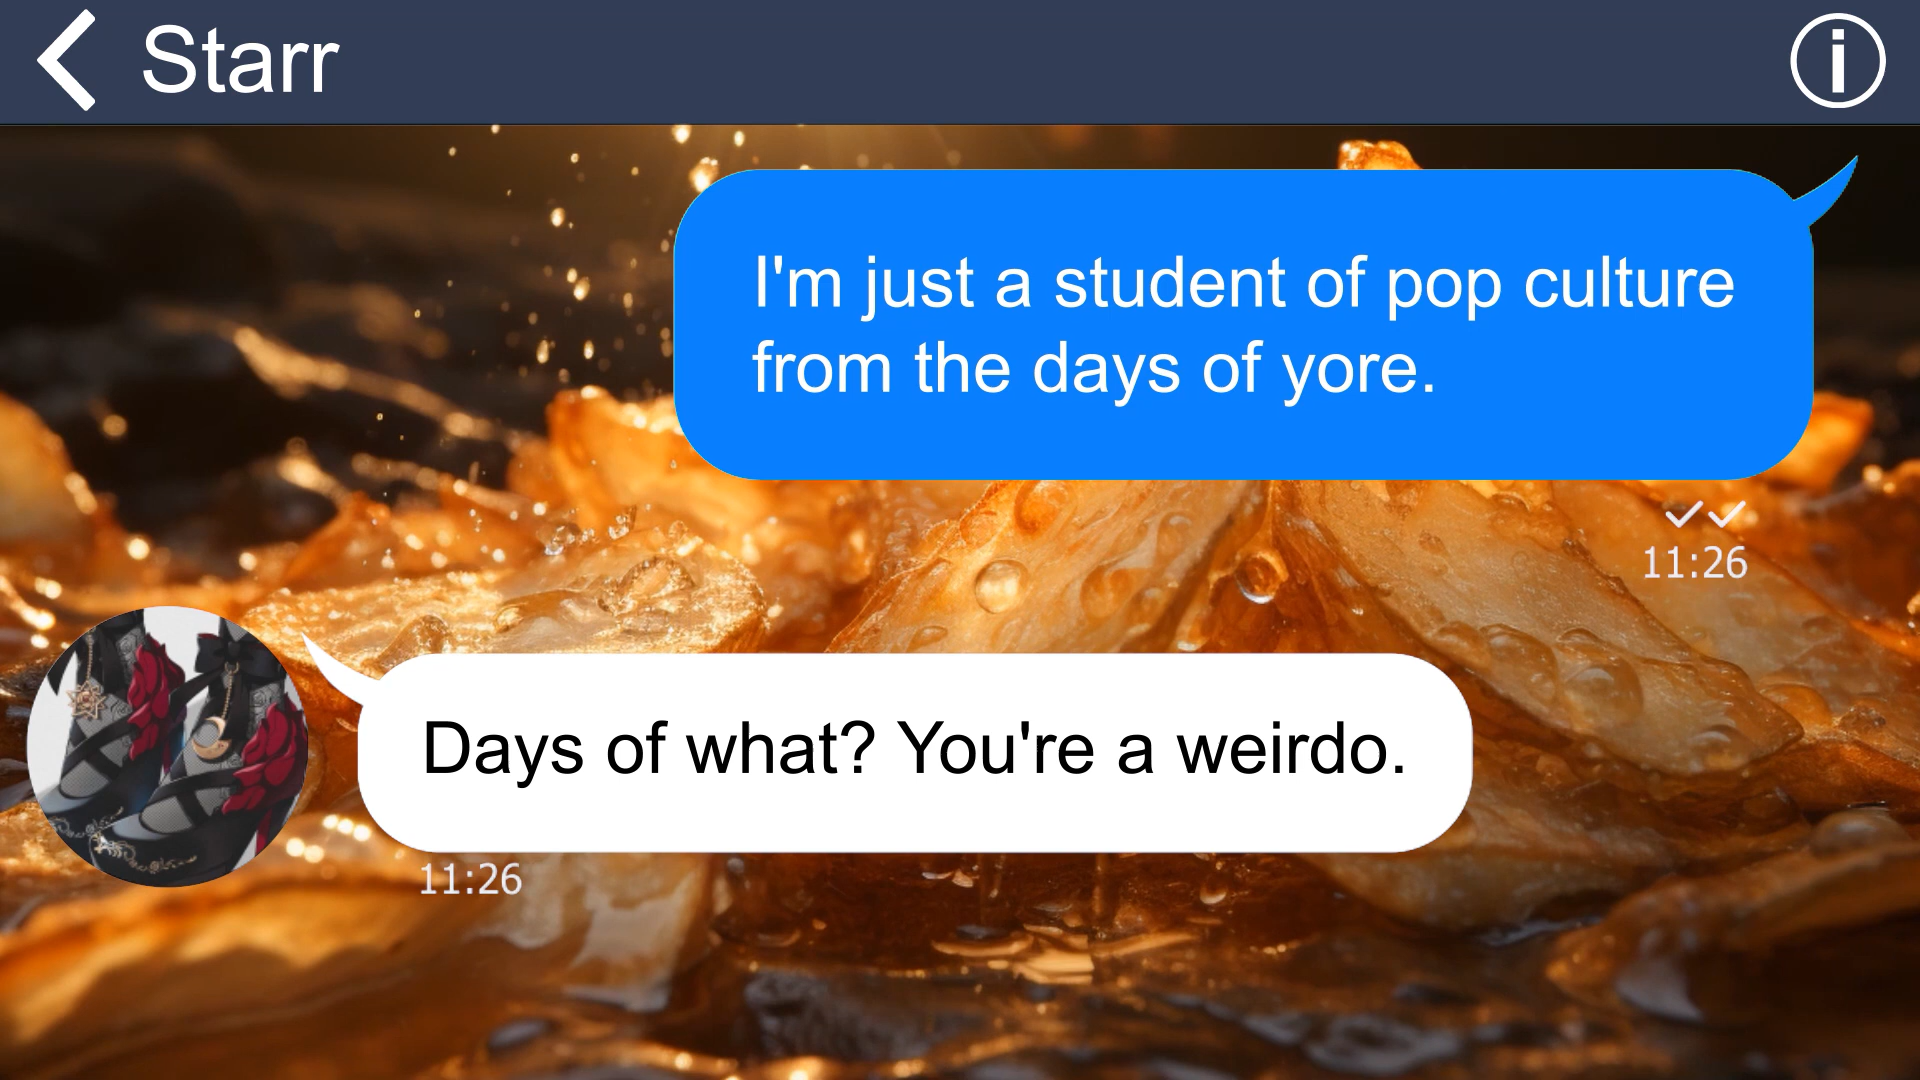 Starr
I'm just a student of pop culture
from the days of yore.
11:26
Days of what? You're a weirdo.
11:26